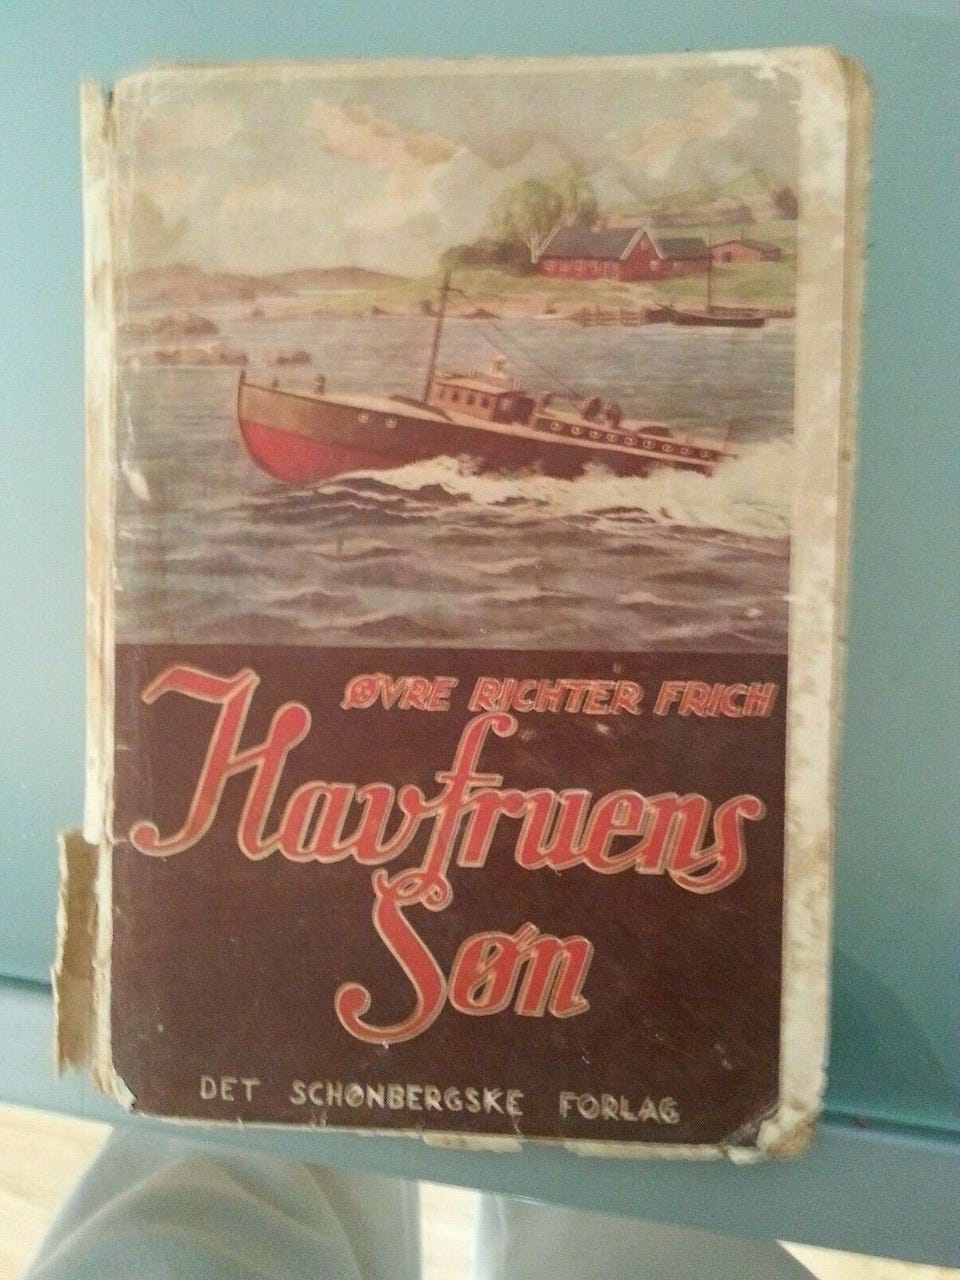 ØVRE RICHTER FRICH
Havfruens
Søn
DET SCHØNBERGSKE FORLAG